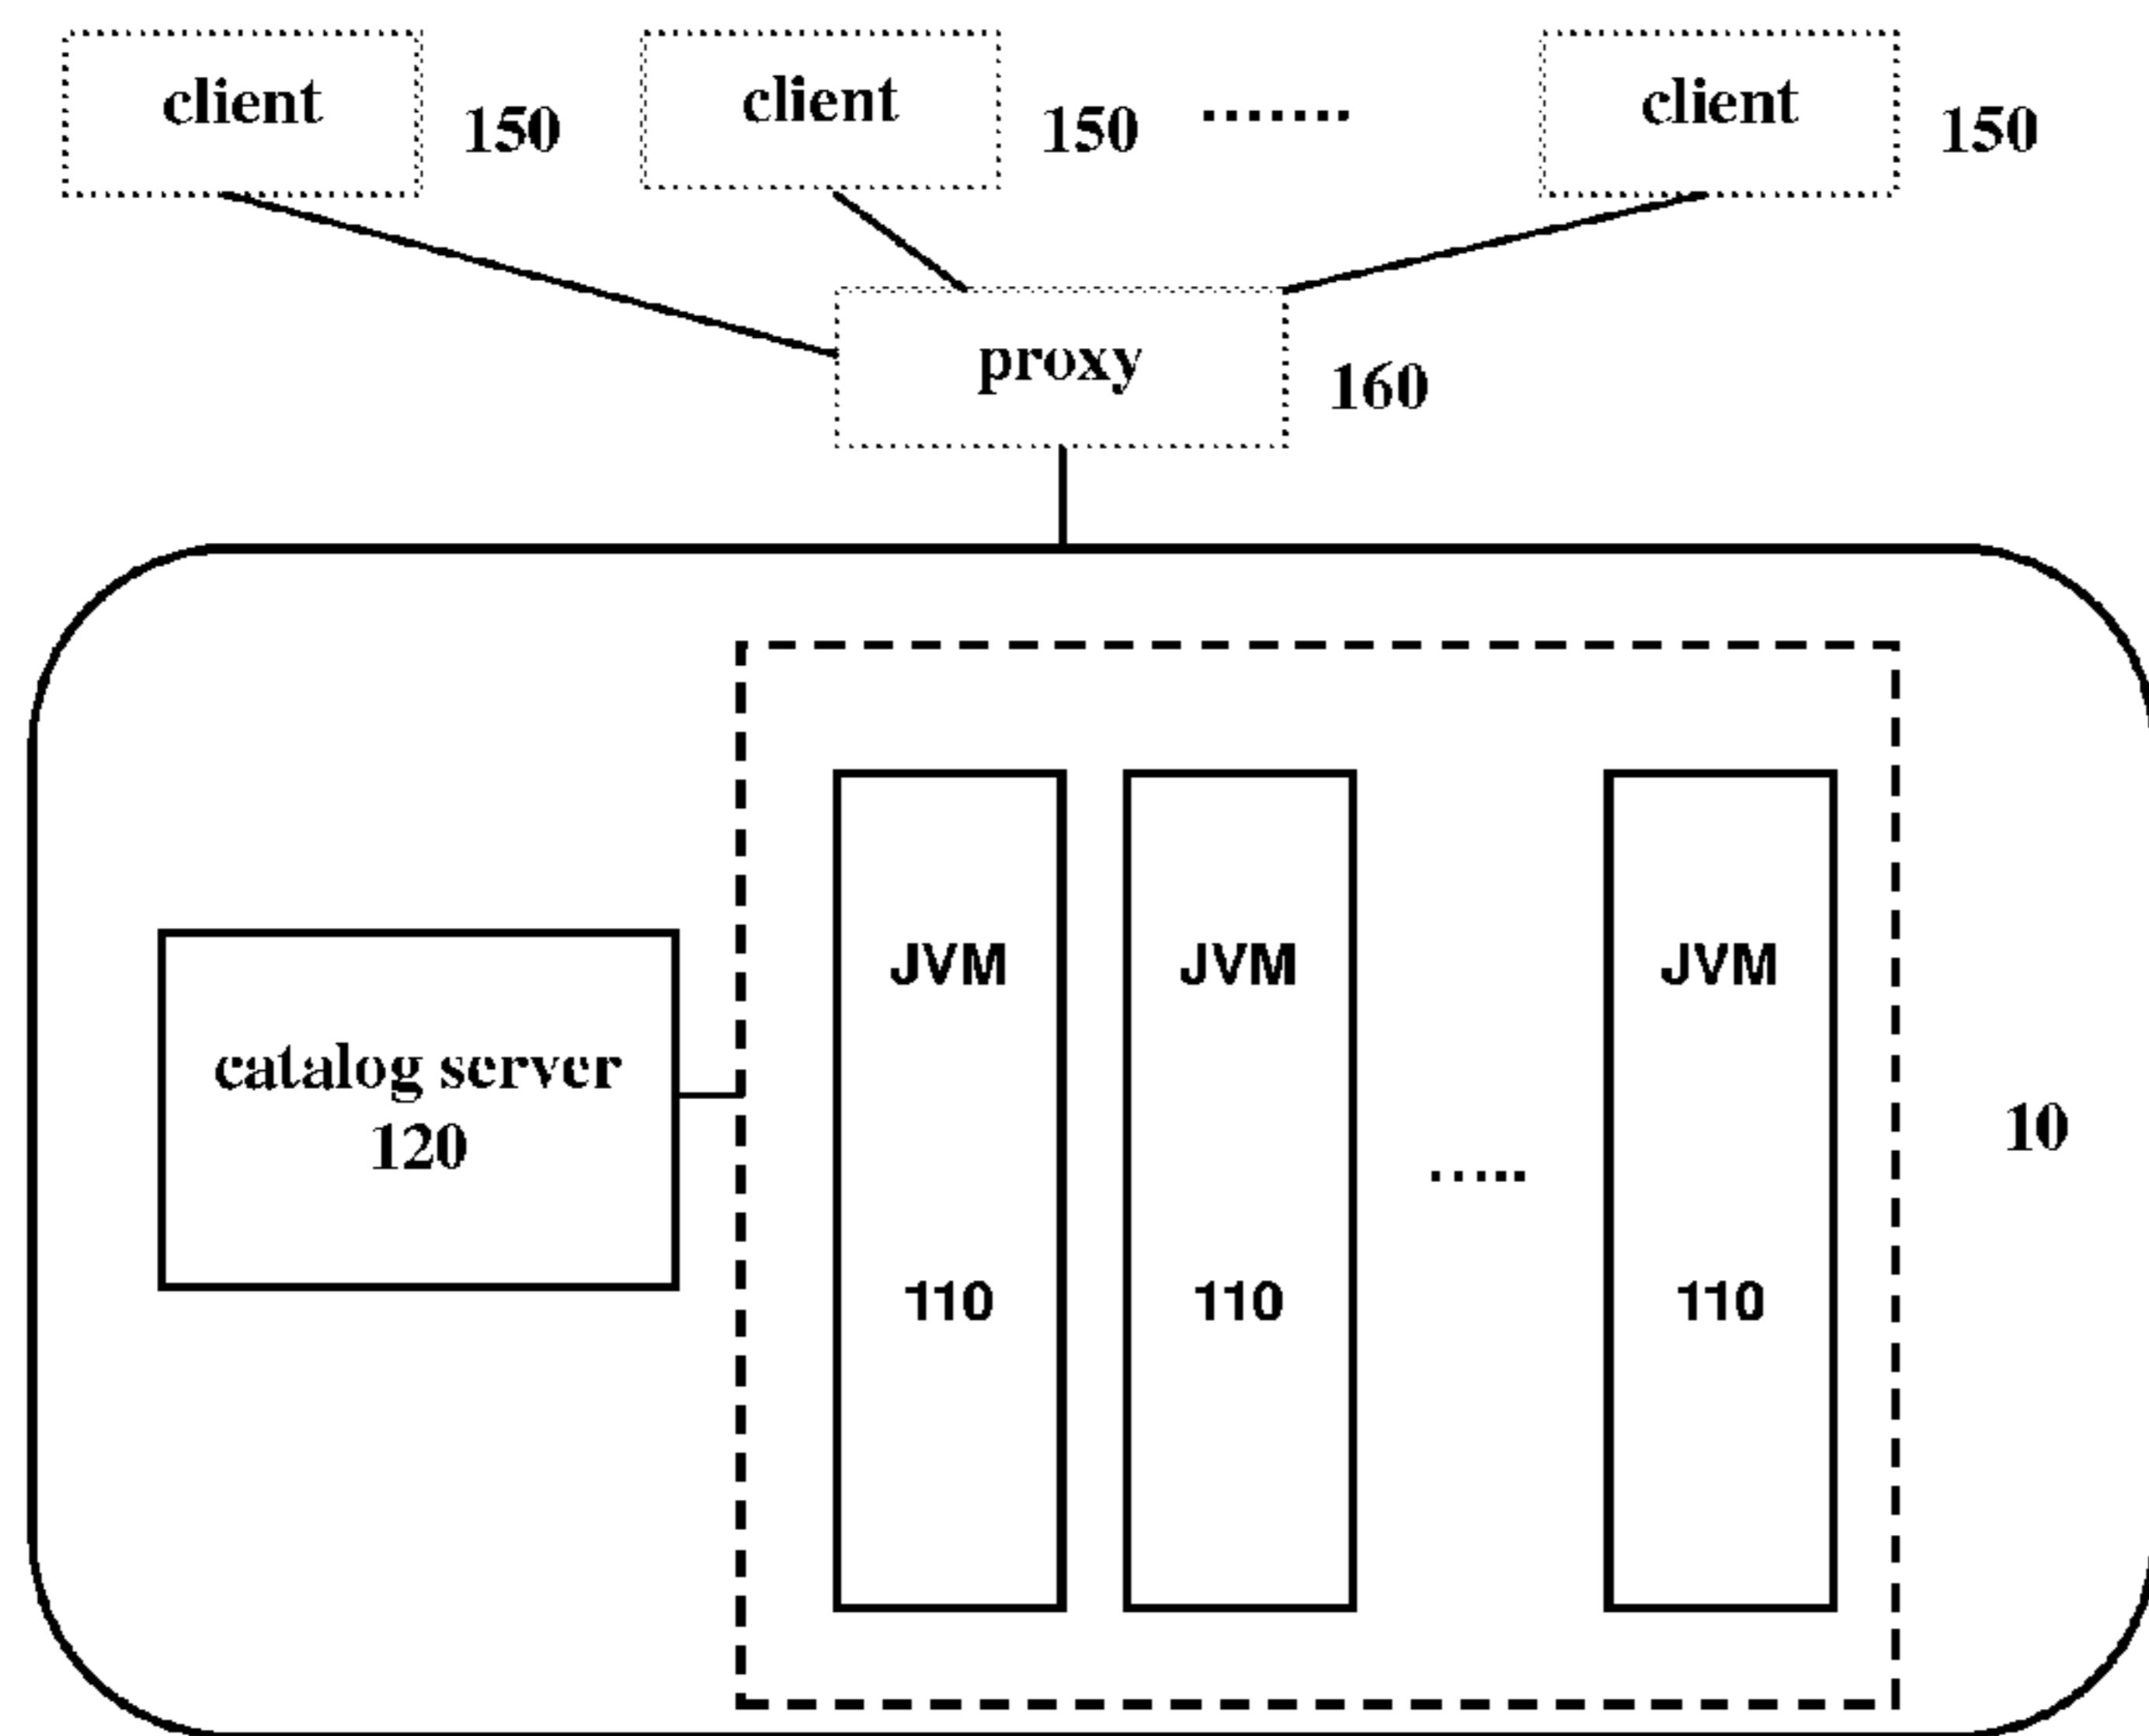 client 150 client 150 ....... client 150
proxy 160
JVM JVM JVM
catalog server
120
10
.....
110 110 110